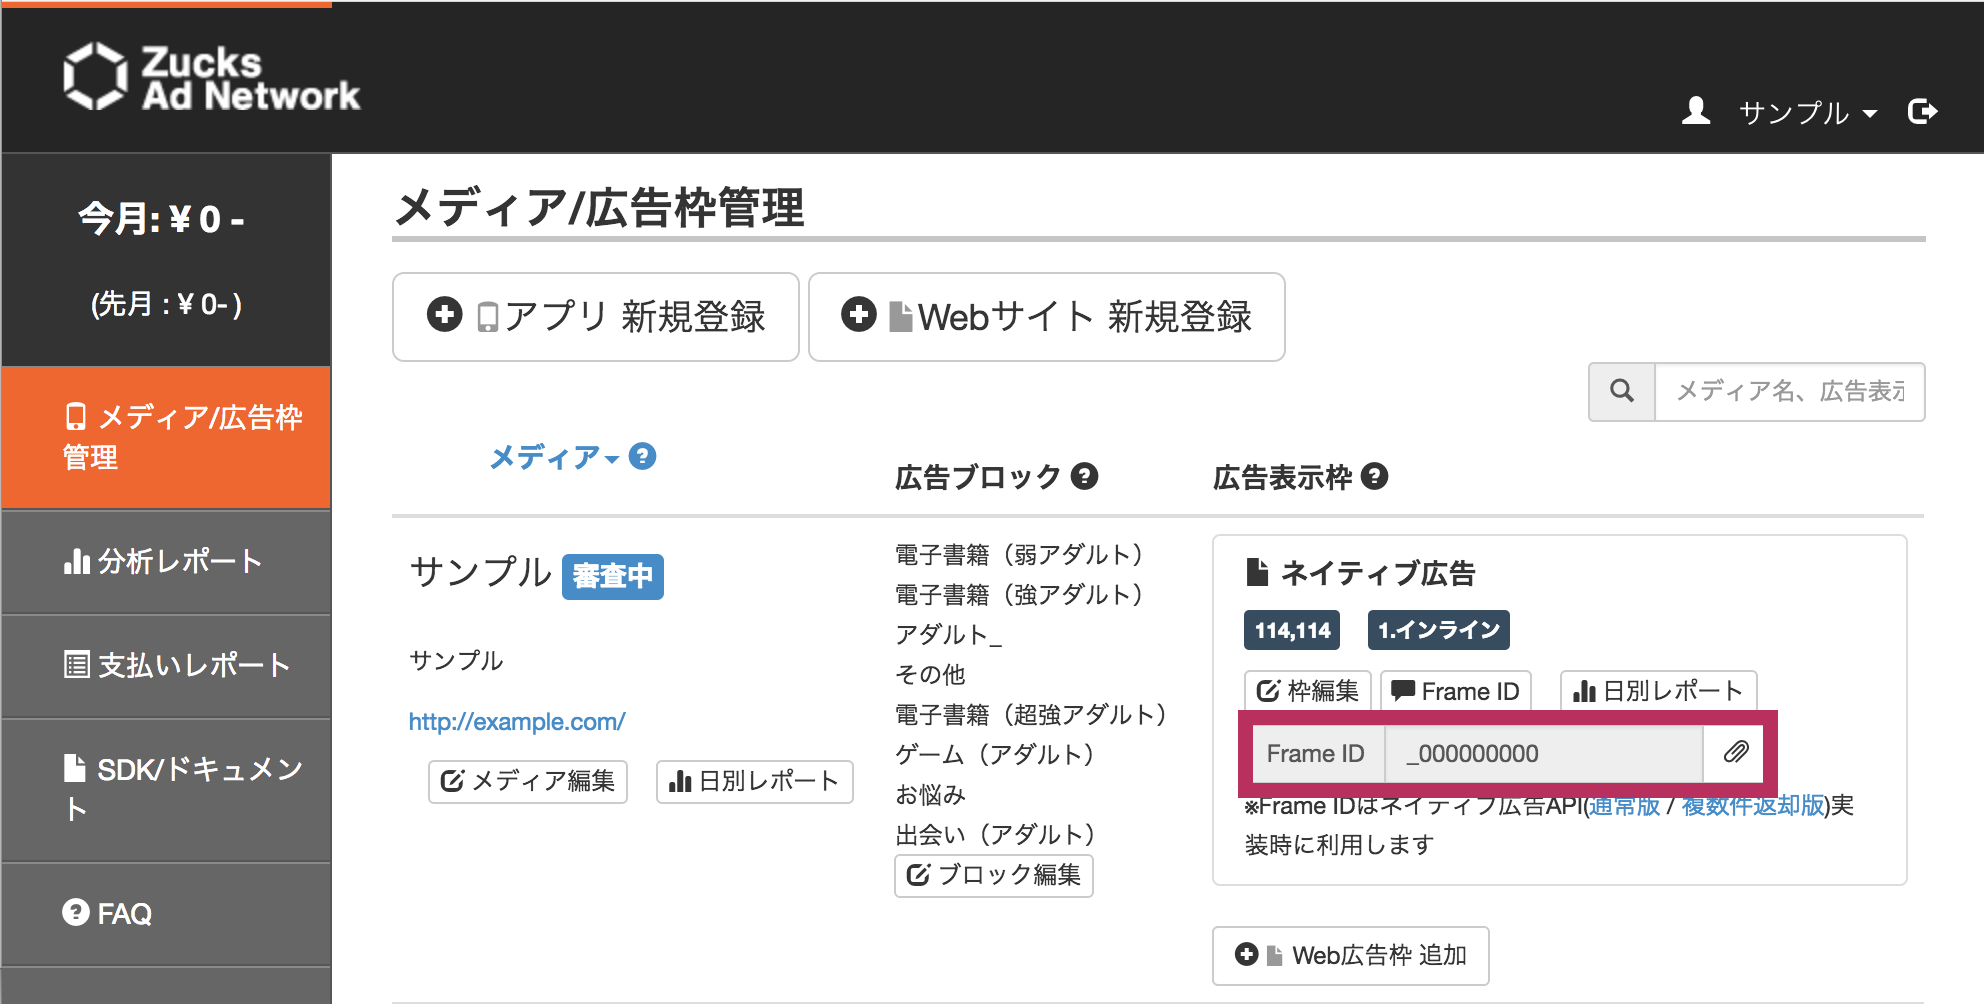 Zucks
Ad Network
サンプル
今月: ¥ 0 -
(先月 : ¥ 0- )
メディア/広告枠
管理
分析レポート
支払いレポート
SDK/ドキュメン
ト
FAQ
メディア/広告枠管理
アプリ 新規登録
Webサイト 新規登録
メディア名、広告表示
メディア
広告ブロック
広告表示枠
サンプル 審査中
サンプル
http://example.com/
メディア編集 日別レポート
電子書籍（弱アダルト）
電子書籍（強アダルト）
アダルト_
その他
電子書籍（超強アダルト）
ゲーム（アダルト）
お悩み
出会い（アダルト）
ブロック編集
ネイティブ広告
114,114 1.インライン
枠編集 Frame ID 日別レポート
Frame ID _000000000
※Frame IDはネイティブ広告API(通常版 / 複数件返却版)実
装時に利用します
Web広告枠 追加